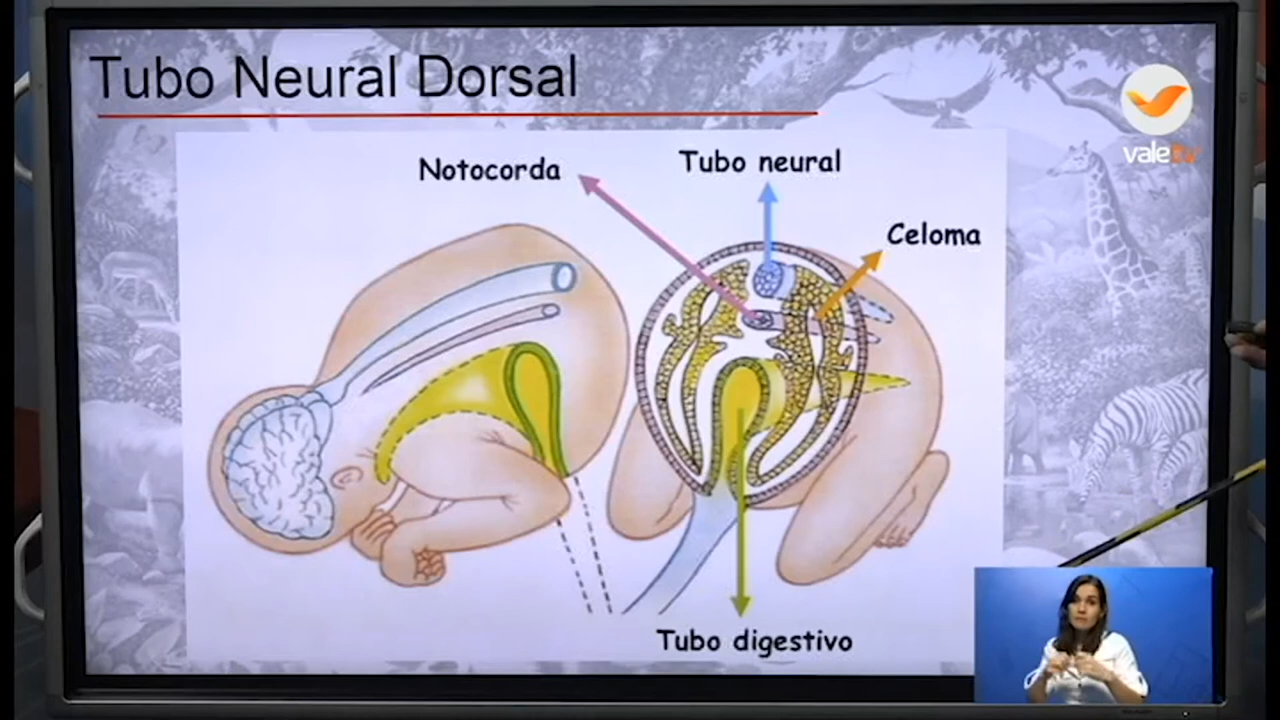 Tubo Neural Dorsal
valetv
Notocorda
Tubo neural
Celoma
Tubo digestivo